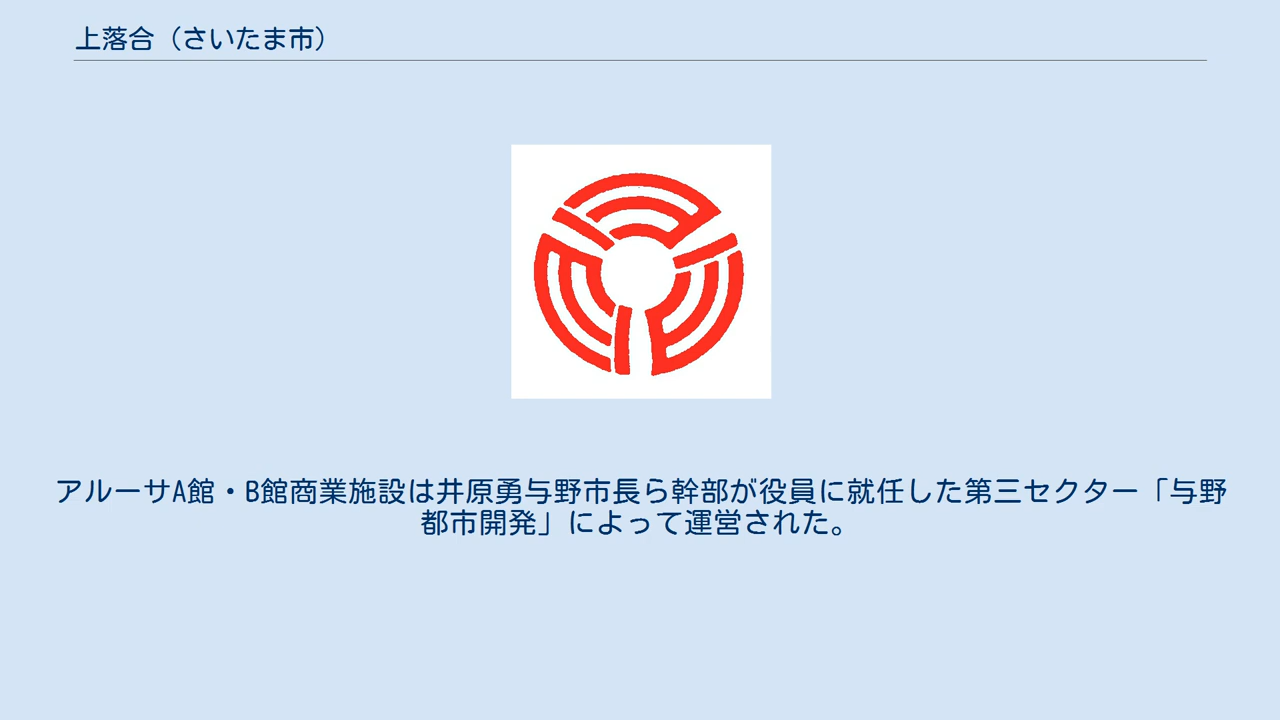 上落合（さいたま市）
アルーサA館・B館商業施設は井原勇与野市長ら幹部が役員に就任した第三セクター「与野
都市開発」によって運営された。